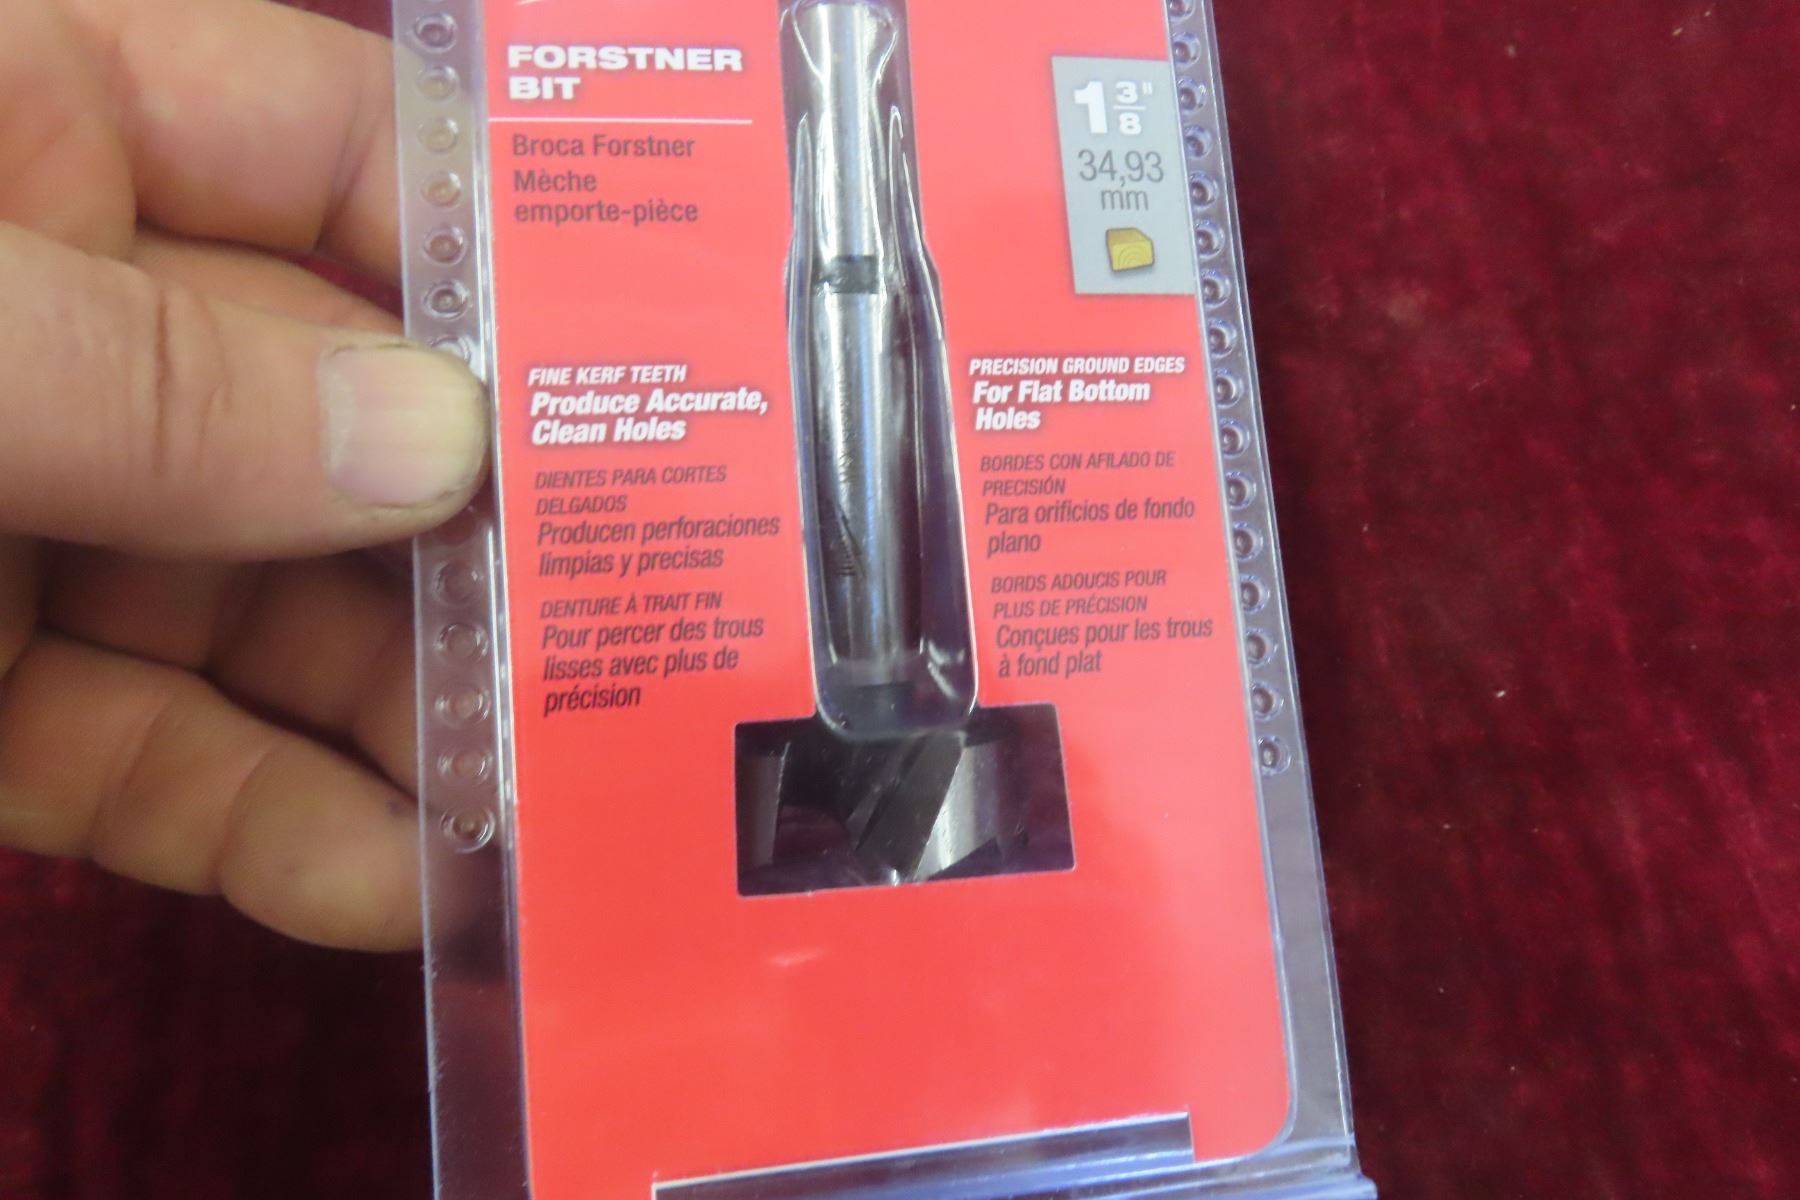 FORSTNER
BIT
Broca Forstner
Mèche
emporte-pièce
1 3/8"
34,93
mm
FINE KERF TEETH
Produce Accurate,
Clean Holes
DIENTES PARA CORTES
DELGADOS
Producen perforaciones
limpias y precisas
DENTURE À TRAIT FIN
Pour percer des trous
lisses avec plus de
précision
PRECISION GROUND EDGES
For Flat Bottom
Holes
BORDES CON AFILADO DE
PRECISIÓN
Para orificios de fondo
plano
BORDS ADOUCIS POUR
PLUS DE PRÉCISION
Conçues pour les trous
à fond plat